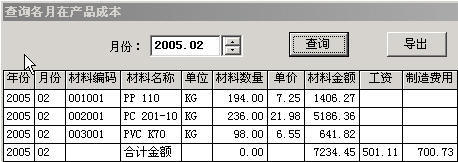 查询各月在产品成本
月份： 2005.02 查询 导出
年份 月份 材料编码 材料名称 单位 材料数量 单价 材料金额 工资 制造费用
2005 02 001001 PP 110 KG 194.00 7.25 1406.27
2005 02 002001 PC 201-10 KG 236.00 21.98 5186.36
2005 02 003001 PVC K70 KG 98.00 6.55 641.82
2005 02 合计金额 0.00 7234.45 501.11 700.73